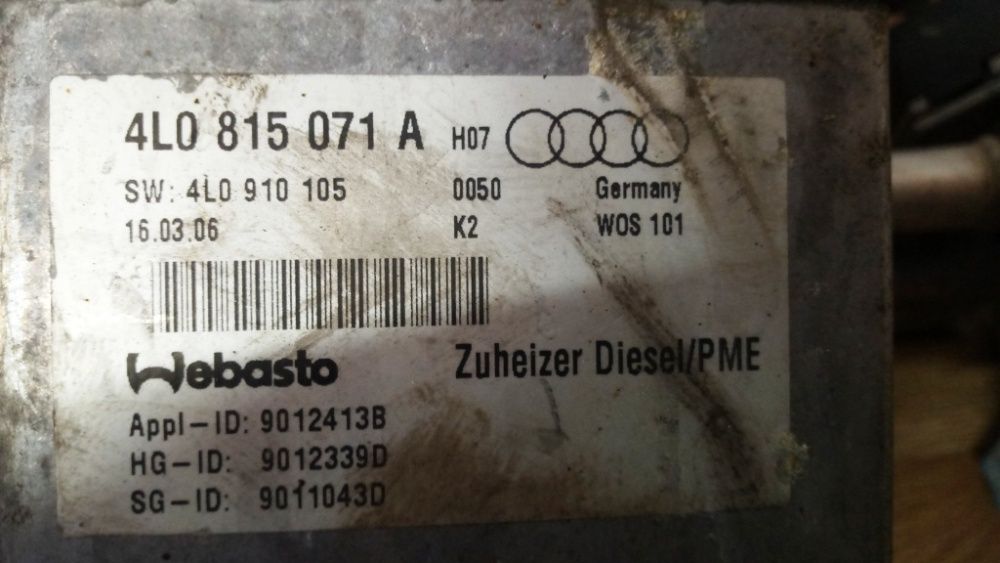 4L0 815 071 A H07
SW: 4L0 910 105 0050 Germany
16.03.06 K2 WOS 101
Webasto Zuheizer Diesel/PME
Appl-ID: 9012413B
HG-ID: 9012339D
SG-ID: 9011043D